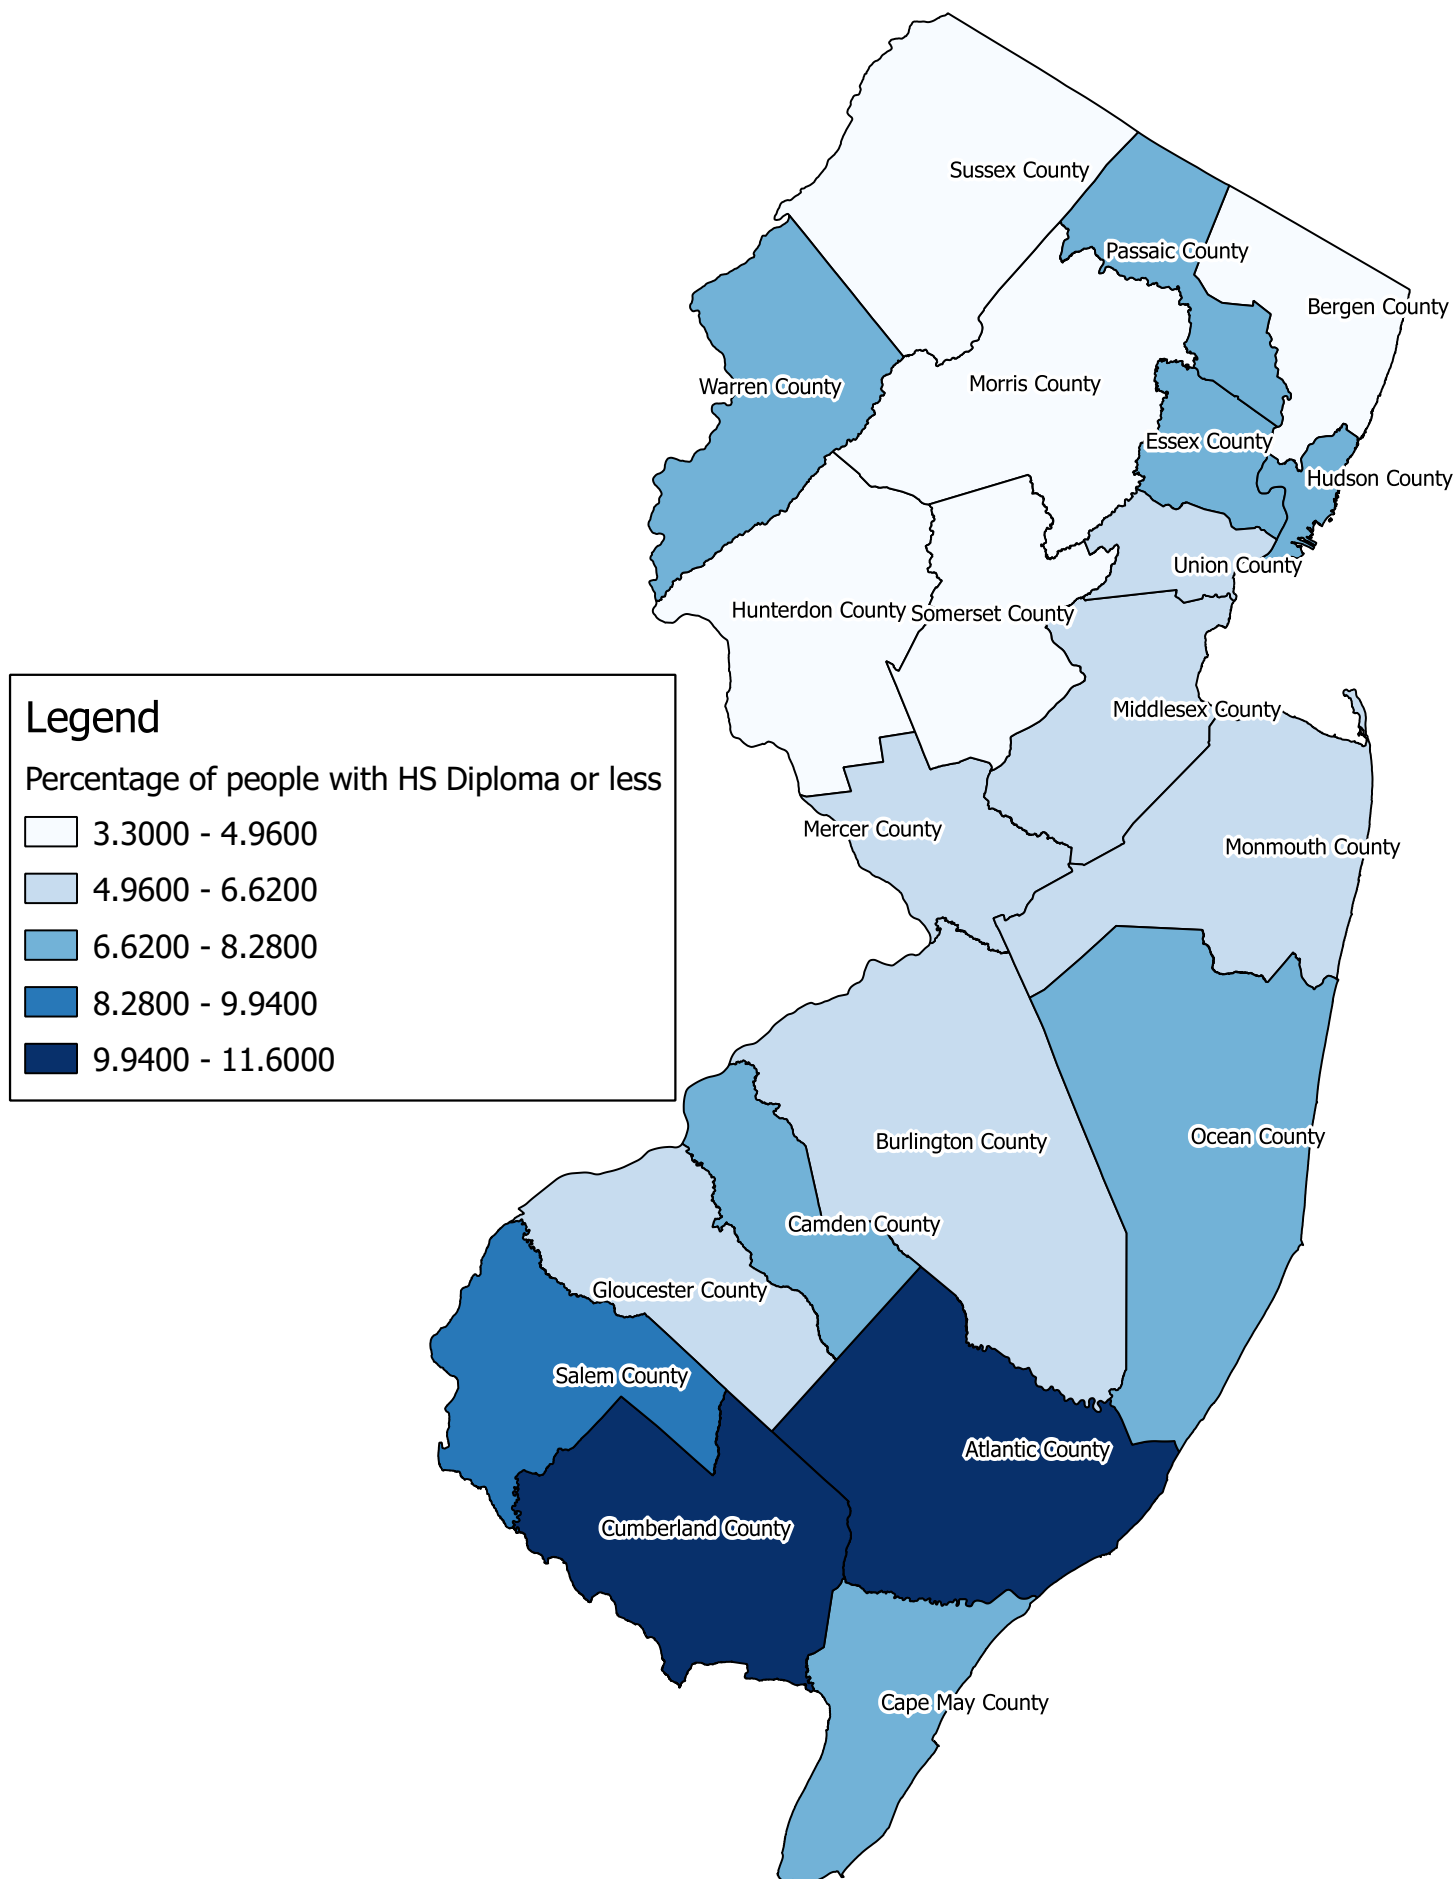 Sussex County
Passaic County
Bergen County
Warren County
Morris County
Essex County
Hudson County
Union County
Hunterdon County
Somerset County
Legend
Percentage of people with HS Diploma or less
3.3000 - 4.9600
4.9600 - 6.6200
6.6200 - 8.2800
8.2800 - 9.9400
9.9400 - 11.6000
Middlesex County
Mercer County
Monmouth County
Ocean County
Burlington County
Camden County
Gloucester County
Salem County
Atlantic County
Cumberland County
Cape May County